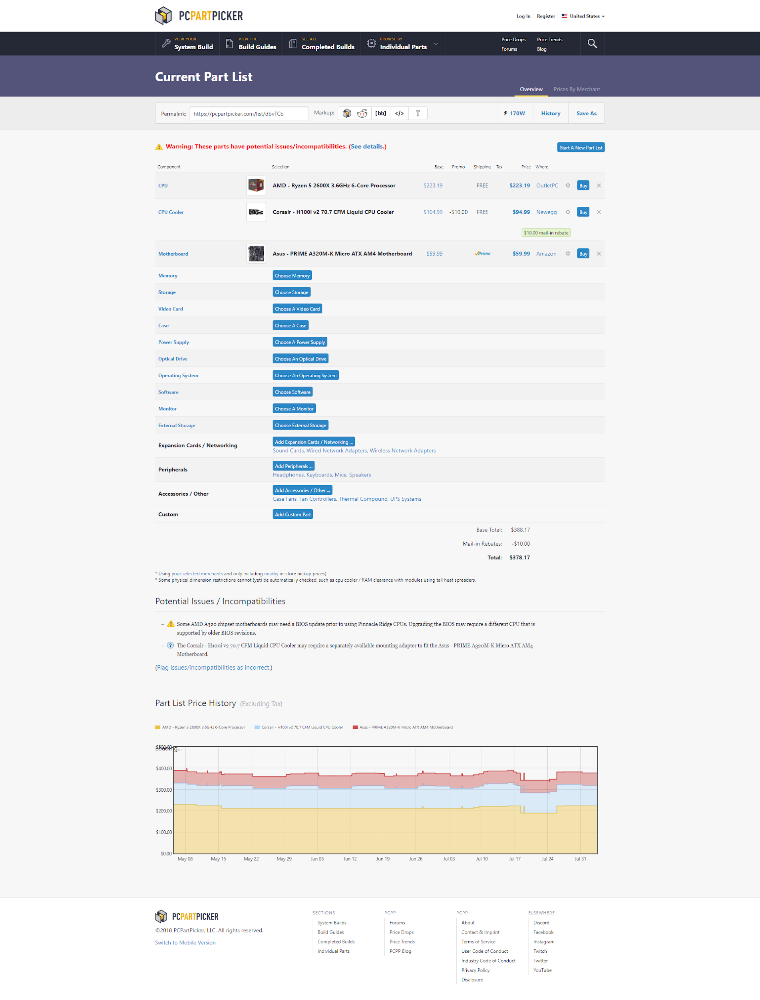 PCPARTPICKER
Log In Register United States
VIEW YOUR
System Build
VIEW THE
Build Guides
SEE ALL
Completed Builds
BROWSE BY
Individual Parts
Price Drops Price Trends
Forums Blog
Current Part List
Overview Prices By Merchant
Permalink: https://pcpartpicker.com/list/dbvTCb Markup: [bb] </> T 170W History Save As
Warning: These parts have potential issues/incompatibilities. (See details.) Start A New Part List
Component Selection Base Promo Shipping Tax Price Where
CPU AMD - Ryzen 5 2600X 3.6GHz 6-Core Processor $223.19 FREE $223.19 OutletPC Buy
CPU Cooler Corsair - H100i v2 70.7 CFM Liquid CPU Cooler $104.99 -$10.00 FREE $94.99 Newegg Buy
$10.00 mail-in rebate
Motherboard Asus - PRIME A320M-K Micro ATX AM4 Motherboard $59.99 Prime $59.99 Amazon Buy
Memory Choose Memory
Storage Choose Storage
Video Card Choose A Video Card
Case Choose A Case
Power Supply Choose A Power Supply
Optical Drive Choose An Optical Drive
Operating System Choose An Operating System
Software Choose Software
Monitor Choose A Monitor
External Storage Choose External Storage
Expansion Cards / Networking Add Expansion Cards / Networking ...
Sound Cards, Wired Network Adapters, Wireless Network Adapters
Peripherals Add Peripherals ...
Headphones, Keyboards, Mice, Speakers
Accessories / Other Add Accessories / Other ...
Case Fans, Fan Controllers, Thermal Compound, UPS Systems
Custom Add Custom Part
Base Total: $388.17
Mail-in Rebates: -$10.00
Total: $378.17
* Using your selected merchants and only including nearby in-store pickup prices)
* Some physical dimension restrictions cannot (yet) be automatically checked, such as cpu cooler / RAM clearance with modules using tall heat spreaders.
Potential Issues / Incompatibilities
– Some AMD A320 chipset motherboards may need a BIOS update prior to using Pinnacle Ridge CPUs. Upgrading the BIOS may require a different CPU that is
supported by older BIOS revisions.
– ? The Corsair - H100i v2 70.7 CFM Liquid CPU Cooler may require a separately available mounting adapter to fit the Asus - PRIME A320M-K Micro ATX AM4
Motherboard.
(Flag issues/incompatibilities as incorrect.)
Part List Price History (Excluding Tax)
AMD - Ryzen 5 2600X 3.6GHz 6-Core Processor Corsair - H100i v2 70.7 CFM Liquid CPU Cooler Asus - PRIME A320M-K Micro ATX AM4 Motherboard
$500.00
Loading...
$400.00
$300.00
$200.00
$100.00
$0.00
May 08 May 15 May 22 May 29 Jun 05 Jun 12 Jun 19 Jun 26 Jul 03 Jul 10 Jul 17 Jul 24 Jul 31
PCPARTPICKER
©2018 PCPartPicker, LLC. All rights reserved.
Switch to Mobile Version
SECTIONS
System Builds
Build Guides
Completed Builds
Individual Parts
PCPP
Forums
Price Drops
Price Trends
PCPP Blog
PCPP
About
Contact & Imprint
Terms of Service
User Code of Conduct
Industry Code of Conduct
Privacy Policy
Disclosure
ELSEWHERE
Discord
Facebook
Instagram
Twitch
Twitter
YouTube